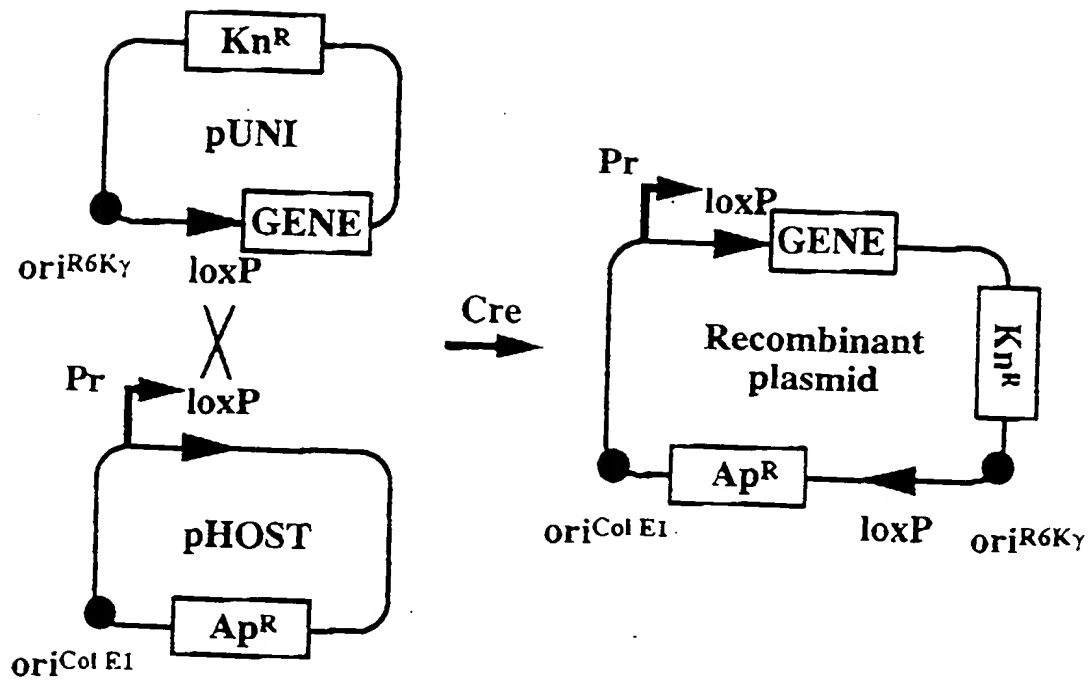 Knᴿ
pUNI
GENE
oriR6Kγ
loxP
Pr
loxP
pHOST
Apᴿ
oriCol E1
Cre
Pr
loxP
GENE
Knᴿ
Recombinant
plasmid
Apᴿ
oriCol E1
loxP
oriR6Kγ